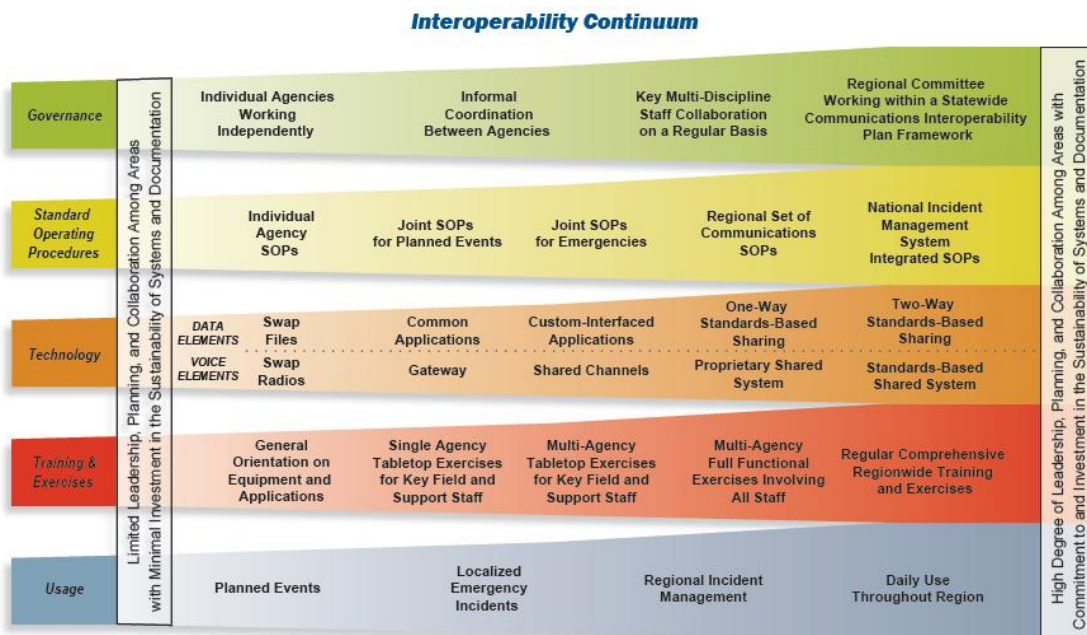 Interoperability Continuum
Limited Leadership, Planning, and Collaboration Among Areas
with Minimal Investment in the Sustainability of Systems and Documentation
Governance
Individual Agencies
Working
Independently
Informal
Coordination
Between Agencies
Key Multi-Discipline
Staff Collaboration
on a Regular Basis
Regional Committee
Working within a Statewide
Communications Interoperability
Plan Framework
Standard
Operating
Procedures
Individual
Agency
SOPs
Joint SOPs
for Planned Events
Joint SOPs
for Emergencies
Regional Set of
Communications
SOPs
National Incident
Management
System
Integrated SOPs
Technology
DATA
ELEMENTS
Swap
Files
Common
Applications
Custom-Interfaced
Applications
One-Way
Standards-Based
Sharing
Two-Way
Standards-Based
Sharing
VOICE
ELEMENTS
Swap
Radios
Gateway
Shared Channels
Proprietary Shared
System
Standards-Based
Shared System
Training &
Exercises
General
Orientation on
Equipment and
Applications
Single Agency
Tabletop Exercises
for Key Field and
Support Staff
Multi-Agency
Tabletop Exercises
for Key Field and
Support Staff
Multi-Agency
Full Functional
Exercises Involving
All Staff
Regular Comprehensive
Regionwide Training
and Exercises
Usage
Planned Events
Localized
Emergency
Incidents
Regional Incident
Management
Daily Use
Throughout Region
High Degree of Leadership, Planning, and Collaboration Among Areas with
Commitment to and Investment in the Sustainability of Systems and Documentation